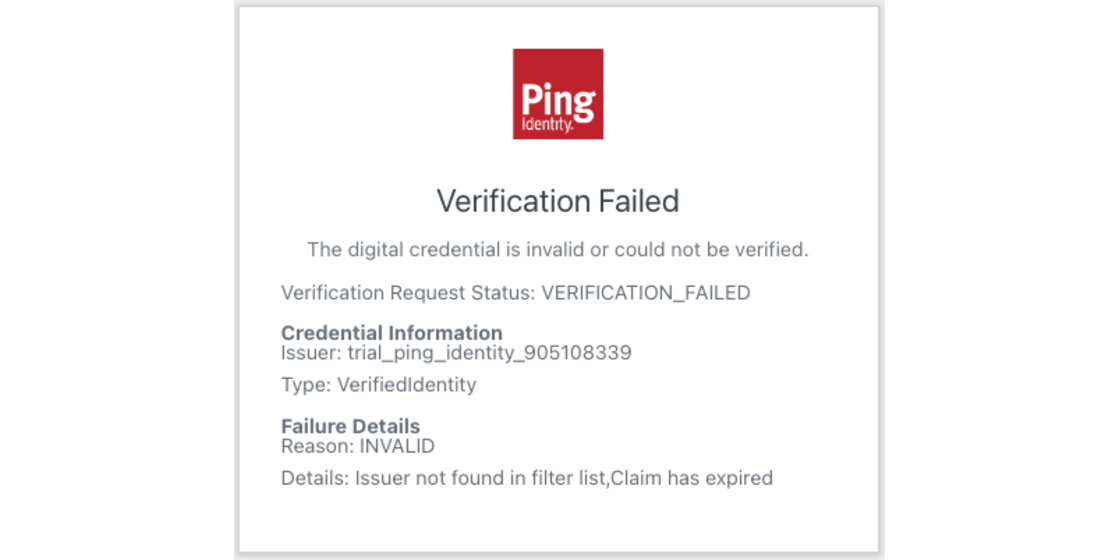 Ping
Identity.
Verification Failed
The digital credential is invalid or could not be verified.
Verification Request Status: VERIFICATION_FAILED
Credential Information
Issuer: trial_ping_identity_905108339
Type: VerifiedIdentity
Failure Details
Reason: INVALID
Details: Issuer not found in filter list,Claim has expired